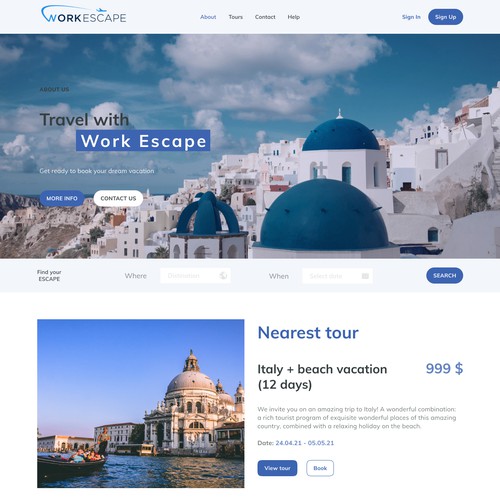 WORKESCAPE
About Tours Contact Help
Sign In Sign Up
ABOUT US
Travel with
Work Escape
Get ready to book your dream vacation
MORE INFO CONTACT US
Find your
ESCAPE
Where Destination When Select date SEARCH
Nearest tour
Italy + beach vacation 999 $
(12 days)
We invite you on an amazing trip to Italy! A wonderful combination:
a rich tourist program of exquisite wonderful places of this amazing
country, combined with a relaxing holiday on the beach.
Date: 24.04.21 - 05.05.21
View tour Book